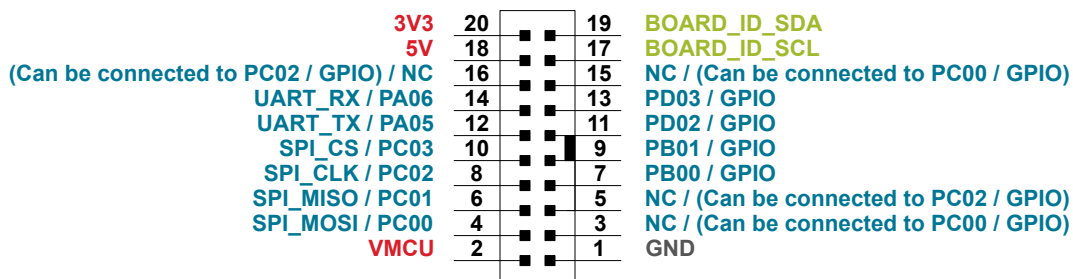 3V3 20 19 BOARD_ID_SDA
5V 18 17 BOARD_ID_SCL
(Can be connected to PC02 / GPIO) / NC 16 15 NC / (Can be connected to PC00 / GPIO)
UART_RX / PA06 14 13 PD03 / GPIO
UART_TX / PA05 12 11 PD02 / GPIO
SPI_CS / PC03 10 9 PB01 / GPIO
SPI_CLK / PC02 8 7 PB00 / GPIO
SPI_MISO / PC01 6 5 NC / (Can be connected to PC02 / GPIO)
SPI_MOSI / PC00 4 3 NC / (Can be connected to PC00 / GPIO)
VMCU 2 1 GND